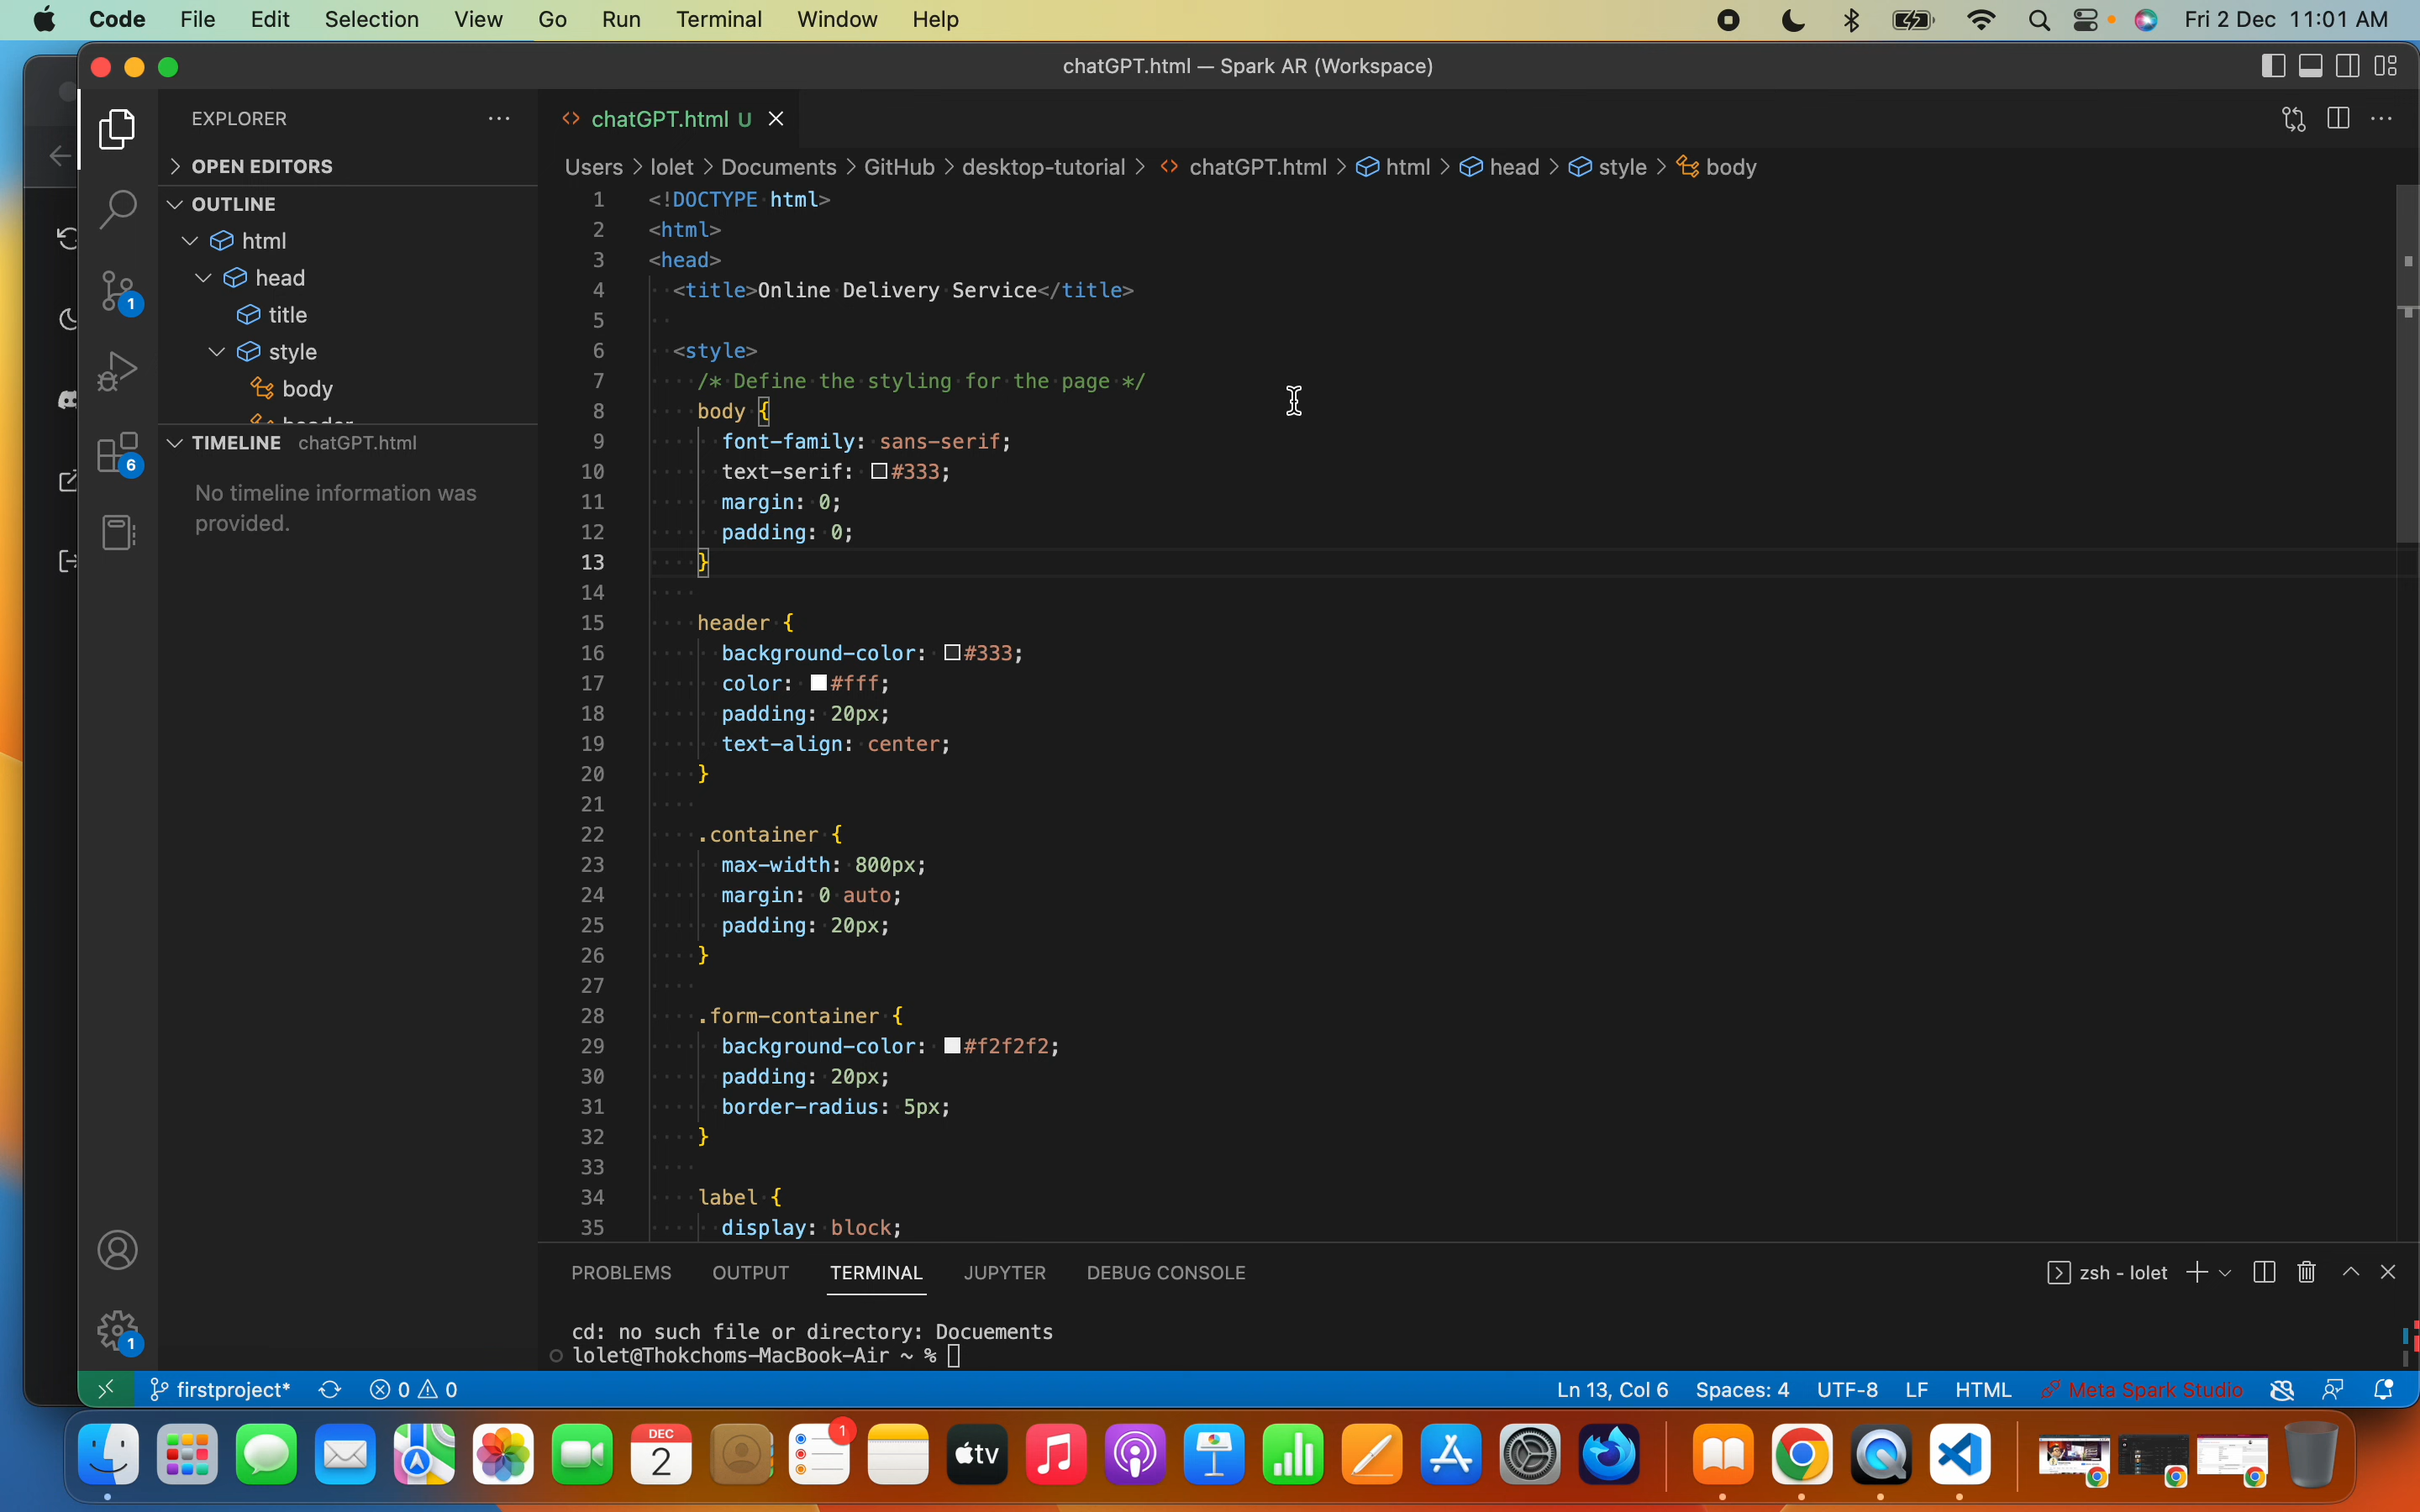 Code File Edit Selection View Go Run Terminal Window Help
Fri 2 Dec 11:01 AM
chatGPT.html — Spark AR (Workspace)
EXPLORER
OPEN EDITORS
OUTLINE
html
head
title
style
body
header
TIMELINE chatGPT.html
No timeline information was
provided.
1
6
1
chatGPT.html U
Users > lolet > Documents > GitHub > desktop-tutorial > chatGPT.html > html > head > style > body
1 <!DOCTYPE html>
2 <html>
3 <head>
4 <title>Online Delivery Service</title>
5
6 <style>
7 /* Define the styling for the page */
8 body {
9 font-family: sans-serif;
10 text-serif: #333;
11 margin: 0;
12 padding: 0;
13 }
14
15 header {
16 background-color: #333;
17 color: #fff;
18 padding: 20px;
19 text-align: center;
20 }
21
22 .container {
23 max-width: 800px;
24 margin: 0 auto;
25 padding: 20px;
26 }
27
28 .form-container {
29 background-color: #f2f2f2;
30 padding: 20px;
31 border-radius: 5px;
32 }
33
34 label {
35 display: block;
PROBLEMS OUTPUT TERMINAL JUPYTER DEBUG CONSOLE
zsh - lolet
cd: no such file or directory: Docuements
lolet@Thokchoms-MacBook-Air ~ %
firstproject* 0 0
Ln 13, Col 6 Spaces: 4 UTF-8 LF HTML Meta Spark Studio
DEC
2
1
tv